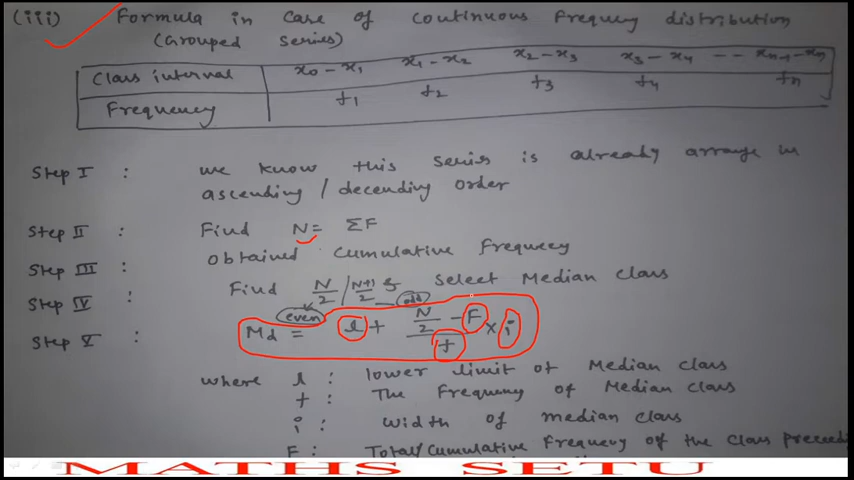 (iii) Formula in case of continuous Frequency distribution
(Grouped Series)
Class interval x₀-x₁ x₁-x₂ x₂-x₃ x₃-x₄ -- xₙ₋₁-xₙ
Frequency f₁ f₂ f₃ f₄ fₙ
Step I : we know this series is already arrange in
ascending / decending order
Step II : Find N= ΣF
Step III : obtained cumulative frequency
Step IV : Find N/2 / N+1/2 & Select Median class
even odd
Step V : Md = l + (N/2 - F)/f × i
where l : lower limit of Median class
f : The Frequency of Median class
i : width of median class
F : Total/Cumulative Frequency of the class preceedi
MATHS SETU